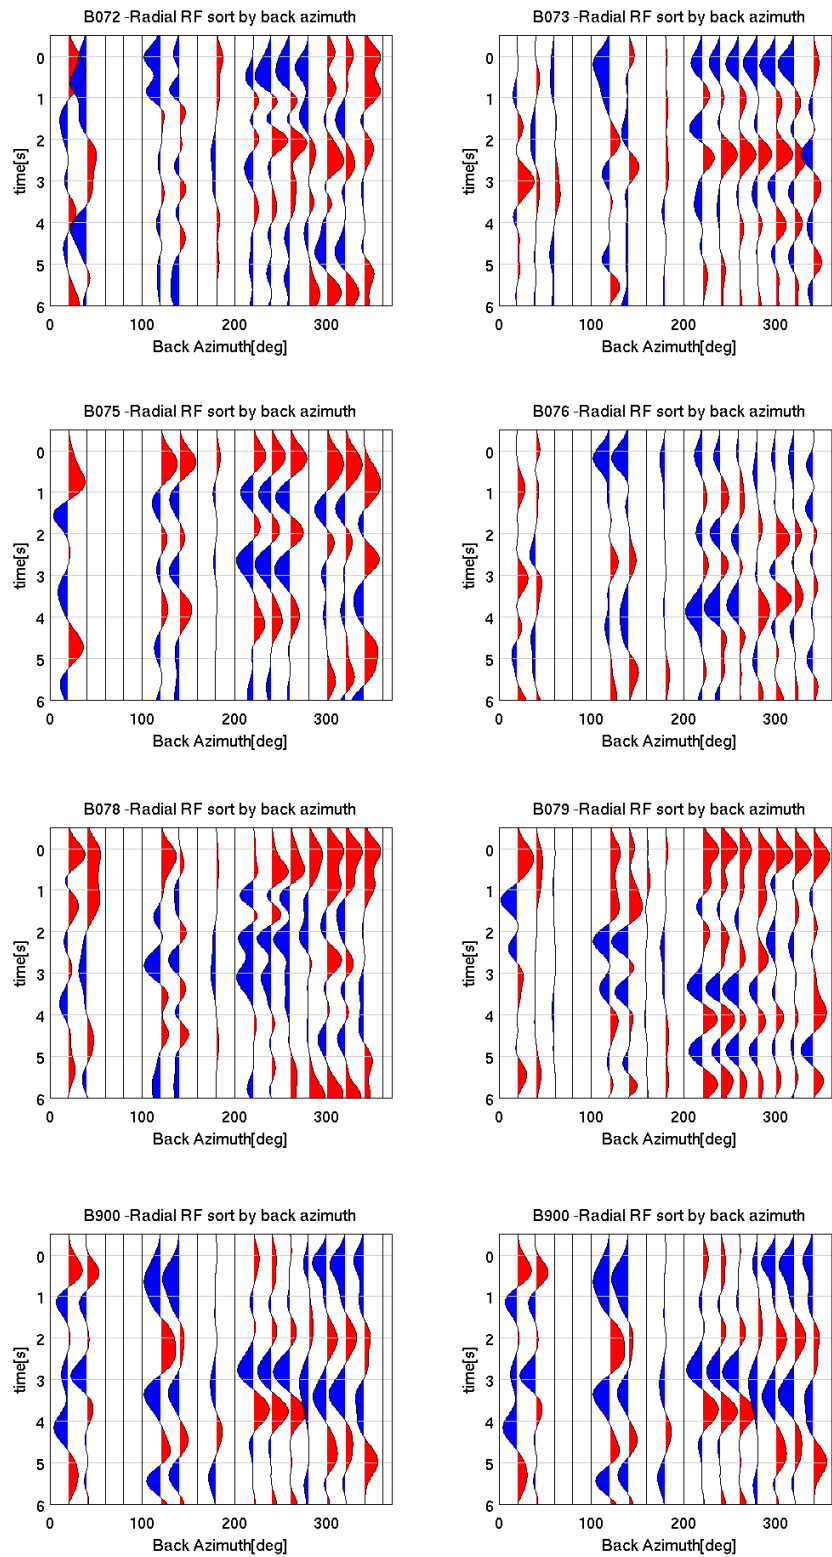 B072 -Radial RF sort by back azimuth
time[s]
0
1
2
3
4
5
6
0 100 200 300
Back Azimuth[deg]
B073 -Radial RF sort by back azimuth
time[s]
0
1
2
3
4
5
6
0 100 200 300
Back Azimuth[deg]
B075 -Radial RF sort by back azimuth
time[s]
0
1
2
3
4
5
6
0 100 200 300
Back Azimuth[deg]
B076 -Radial RF sort by back azimuth
time[s]
0
1
2
3
4
5
6
0 100 200 300
Back Azimuth[deg]
B078 -Radial RF sort by back azimuth
time[s]
0
1
2
3
4
5
6
0 100 200 300
Back Azimuth[deg]
B079 -Radial RF sort by back azimuth
time[s]
0
1
2
3
4
5
6
0 100 200 300
Back Azimuth[deg]
B900 -Radial RF sort by back azimuth
time[s]
0
1
2
3
4
5
6
0 100 200 300
Back Azimuth[deg]
B900 -Radial RF sort by back azimuth
time[s]
0
1
2
3
4
5
6
0 100 200 300
Back Azimuth[deg]